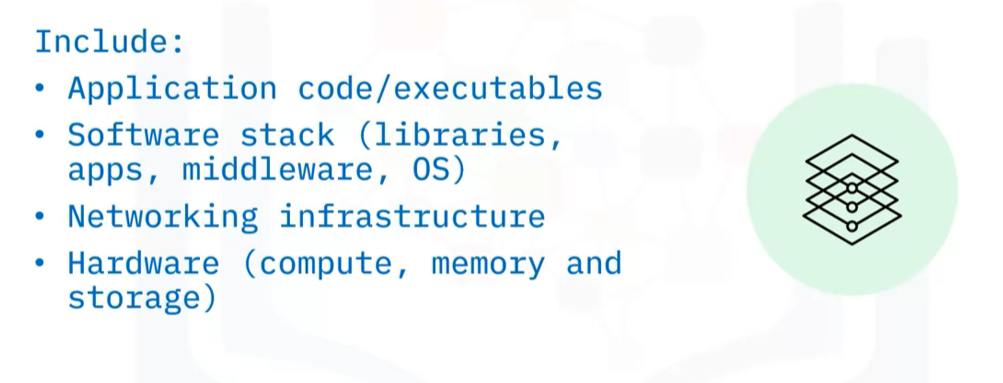 Include:
• Application code/executables
• Software stack (libraries,
apps, middleware, OS)
• Networking infrastructure
• Hardware (compute, memory and
storage)